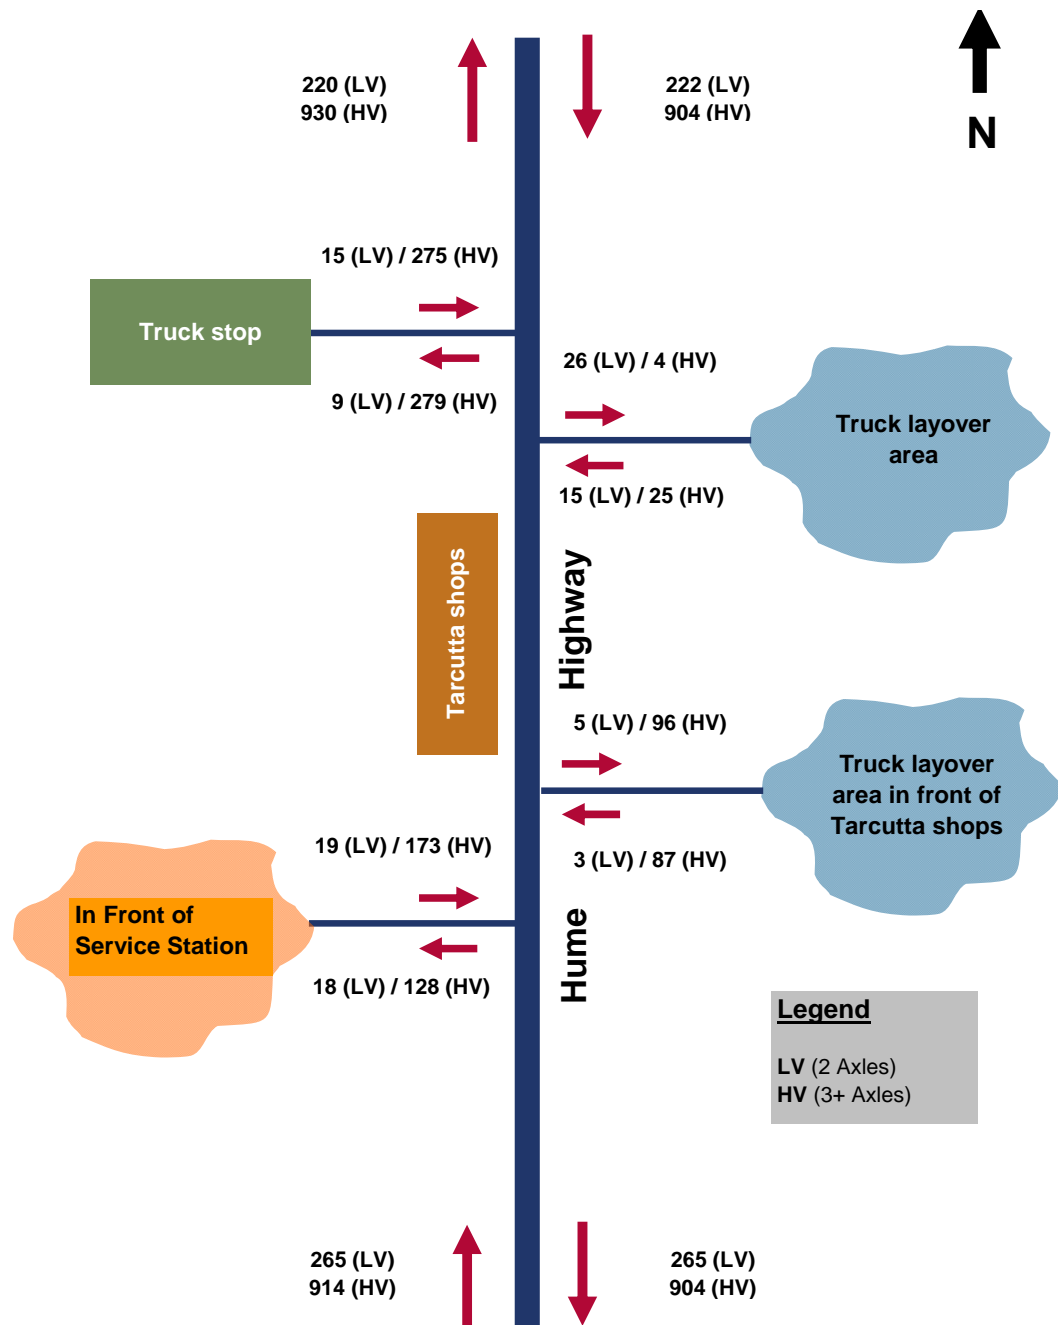 220 (LV)
930 (HV)
222 (LV)
904 (HV)
N
15 (LV) / 275 (HV)
Truck stop
9 (LV) / 279 (HV)
26 (LV) / 4 (HV)
Truck layover
area
15 (LV) / 25 (HV)
Tarcutta shops
Hume Highway
5 (LV) / 96 (HV)
Truck layover
area in front of
Tarcutta shops
3 (LV) / 87 (HV)
19 (LV) / 173 (HV)
In Front of
Service Station
18 (LV) / 128 (HV)
Legend
LV (2 Axles)
HV (3+ Axles)
265 (LV)
914 (HV)
265 (LV)
904 (HV)